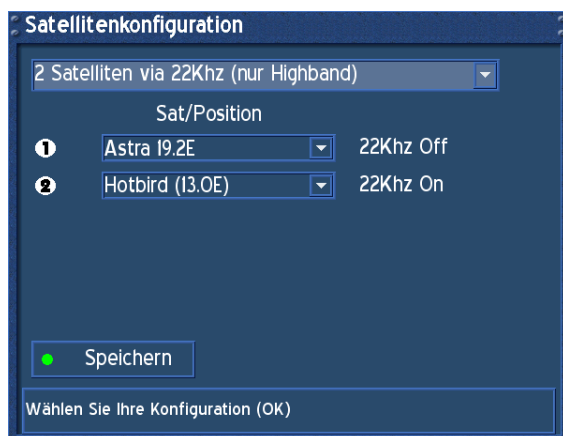 Satellitenkonfiguration
2 Satelliten via 22Khz (nur Highband)
Sat/Position
1 Astra 19.2E 22Khz Off
2 Hotbird (13.0E) 22Khz On
Speichern
Wählen Sie Ihre Konfiguration (OK)